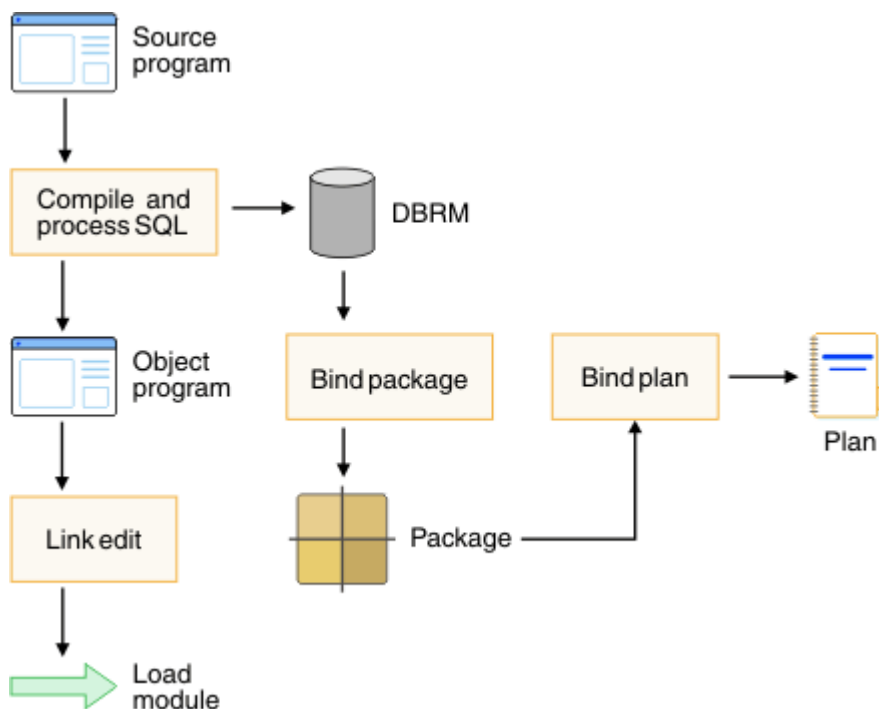 Source
program
Compile and
process SQL
DBRM
Object
program
Bind package
Bind plan
Plan
Link edit
Package
Load
module